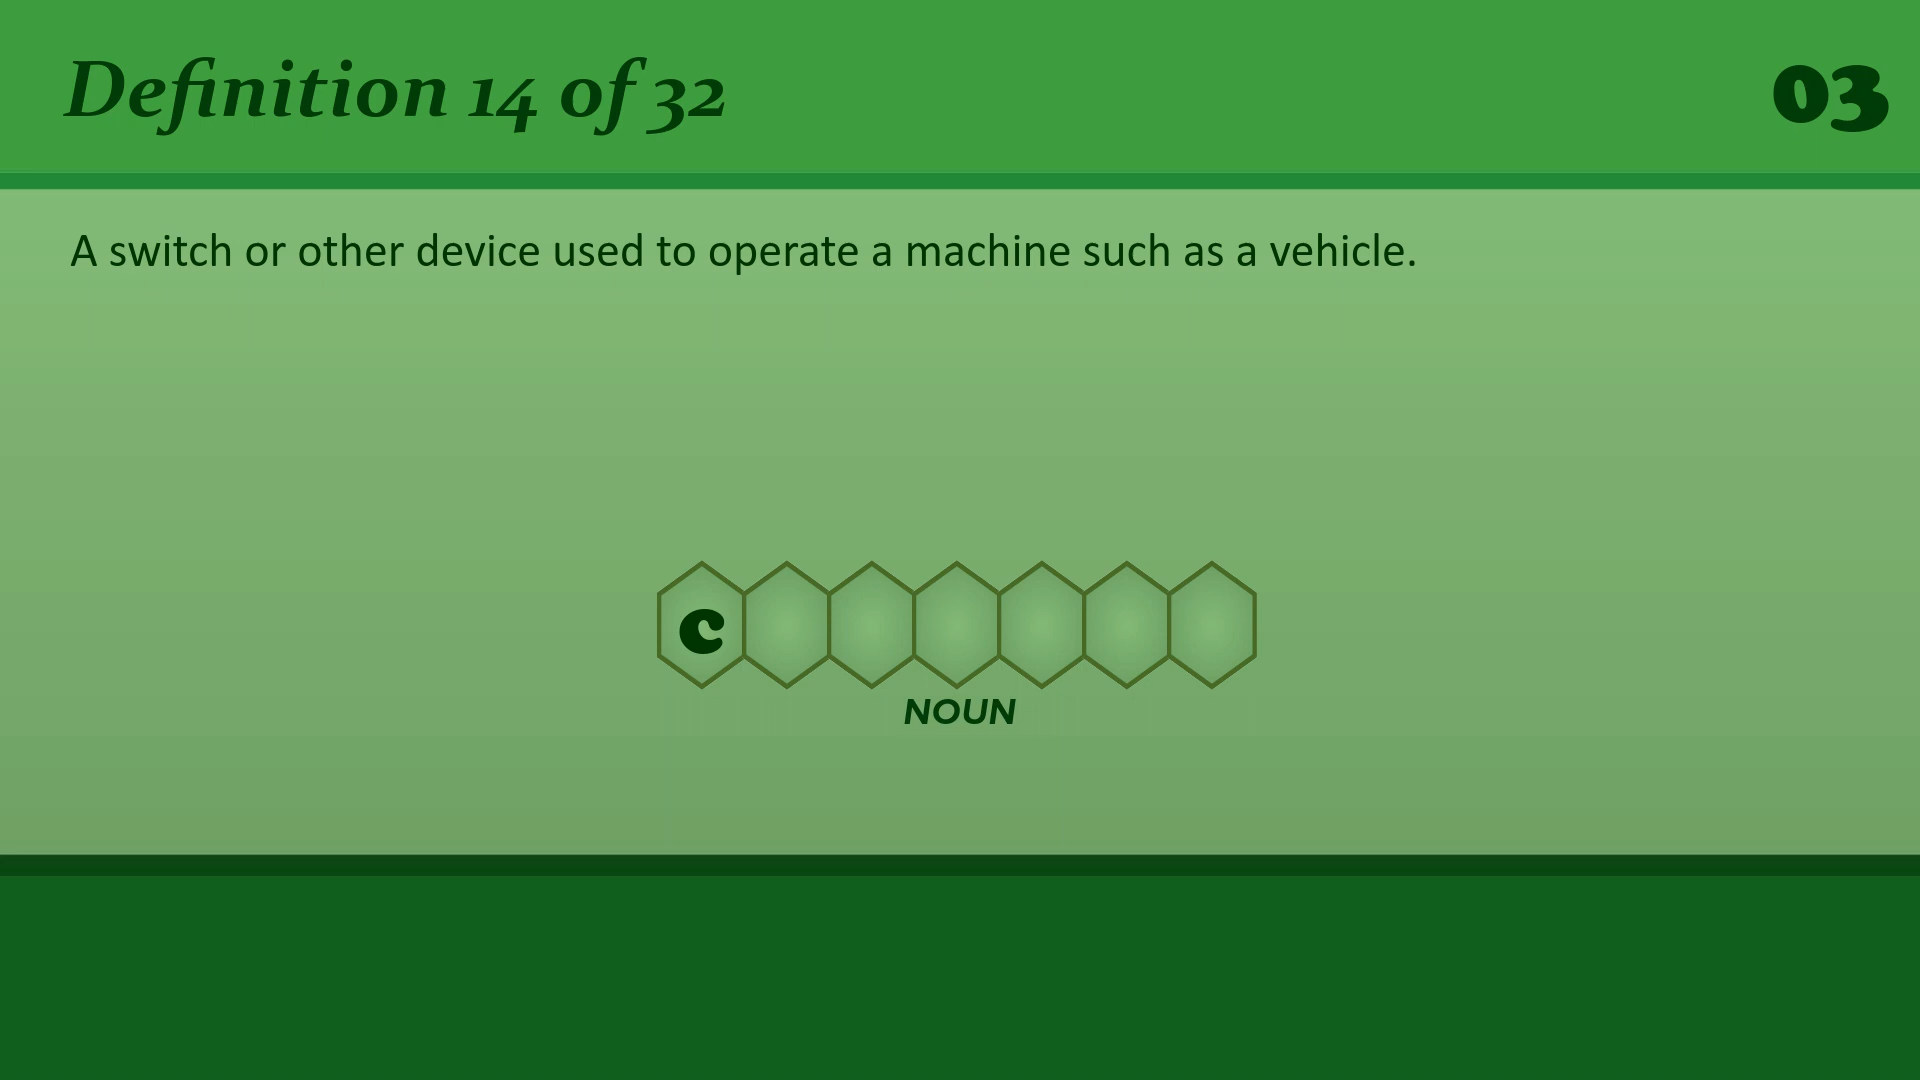 Definition 14 of 32
03
A switch or other device used to operate a machine such as a vehicle.
C
NOUN